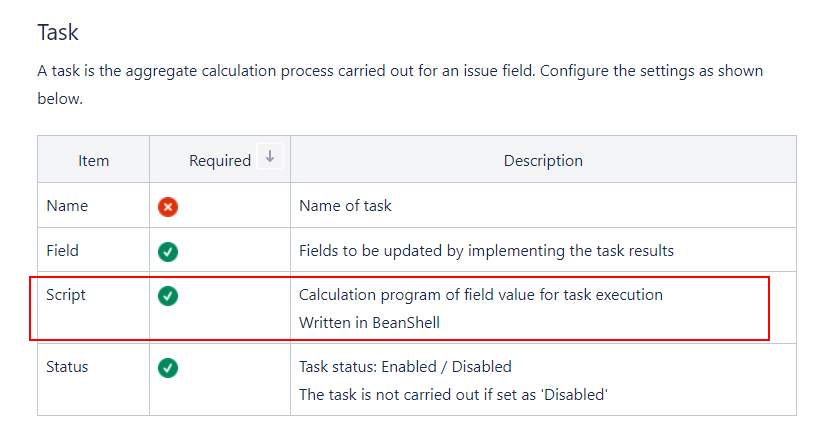 Task
A task is the aggregate calculation process carried out for an issue field. Configure the settings as shown
below.
Item Required Description
Name Name of task
Field Fields to be updated by implementing the task results
Script Calculation program of field value for task execution
Written in BeanShell
Status Task status: Enabled / Disabled
The task is not carried out if set as 'Disabled'